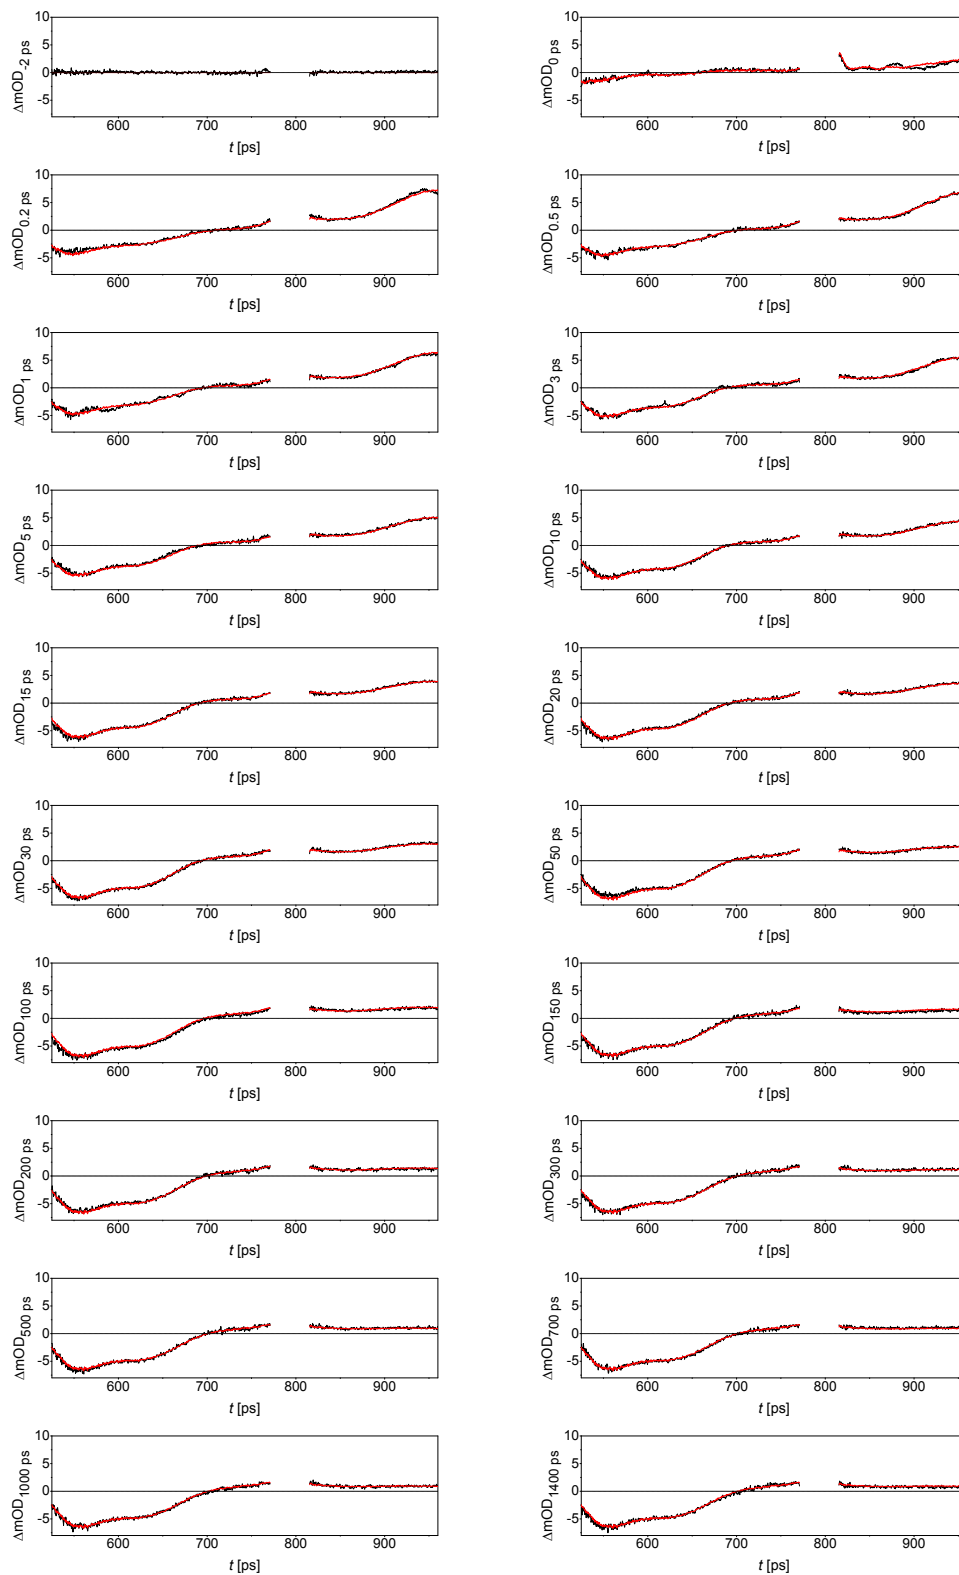 10
5
0
-5
ΔmOD-2 ps
600 700 800 900
t [ps]
10
5
0
-5
ΔmOD0 ps
600 700 800 900
t [ps]
10
5
0
-5
ΔmOD0.2 ps
600 700 800 900
t [ps]
10
5
0
-5
ΔmOD0.5 ps
600 700 800 900
t [ps]
10
5
0
-5
ΔmOD1 ps
600 700 800 900
t [ps]
10
5
0
-5
ΔmOD3 ps
600 700 800 900
t [ps]
10
5
0
-5
ΔmOD5 ps
600 700 800 900
t [ps]
10
5
0
-5
ΔmOD10 ps
600 700 800 900
t [ps]
10
5
0
-5
ΔmOD15 ps
600 700 800 900
t [ps]
10
5
0
-5
ΔmOD20 ps
600 700 800 900
t [ps]
10
5
0
-5
ΔmOD30 ps
600 700 800 900
t [ps]
10
5
0
-5
ΔmOD50 ps
600 700 800 900
t [ps]
10
5
0
-5
ΔmOD100 ps
600 700 800 900
t [ps]
10
5
0
-5
ΔmOD150 ps
600 700 800 900
t [ps]
10
5
0
-5
ΔmOD200 ps
600 700 800 900
t [ps]
10
5
0
-5
ΔmOD300 ps
600 700 800 900
t [ps]
10
5
0
-5
ΔmOD500 ps
600 700 800 900
t [ps]
10
5
0
-5
ΔmOD700 ps
600 700 800 900
t [ps]
10
5
0
-5
ΔmOD1000 ps
600 700 800 900
t [ps]
10
5
0
-5
ΔmOD1400 ps
600 700 800 900
t [ps]